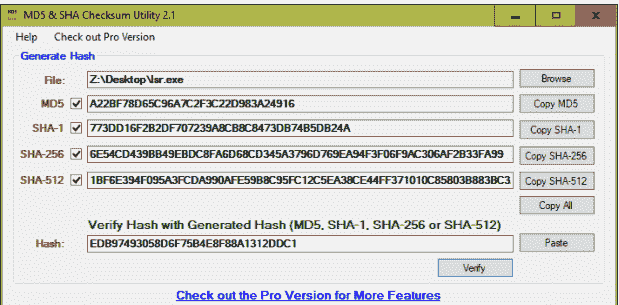 MD5 & SHA Checksum Utility 2.1
Help Check out Pro Version
Generate Hash
File: Z:\Desktop\lsr.exe Browse
MD5 A22BF78D65C96A7C2F3C22D983A24916 Copy MD5
SHA-1 773DD16F2B2DF707239A8CB8C8473DB74B5DB24A Copy SHA-1
SHA-256 6E54CD439BB49EBDC8FA6D68CD345A3796D769EA94F3F06F9AC306AF2B33FA99 Copy SHA-256
SHA-512 1BF6E394F095A3FCDA990AFE59B8C95FC12C5EA38CE44FF371010C85803B883BC3 Copy SHA-512
Copy All
Verify Hash with Generated Hash (MD5, SHA-1, SHA-256 or SHA-512)
Hash: EDB97493058D6F75B4E8F88A1312DDC1 Paste
Verify
Check out the Pro Version for More Features